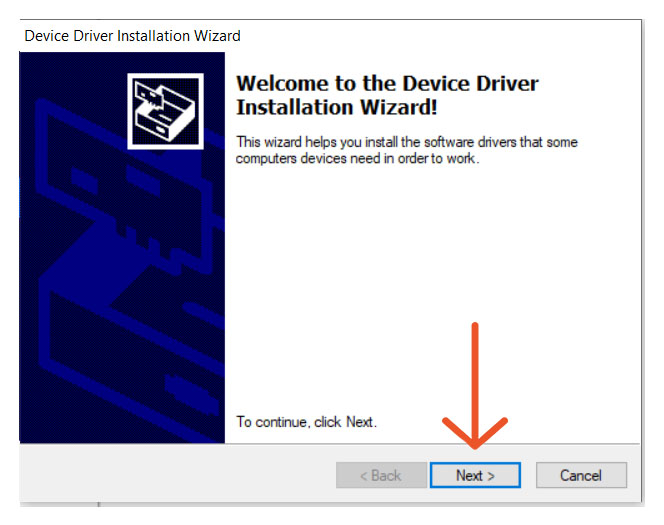 Device Driver Installation Wizard
Welcome to the Device Driver
Installation Wizard!
This wizard helps you install the software drivers that some
computers devices need in order to work.
To continue, click Next.
< Back
Next >
Cancel